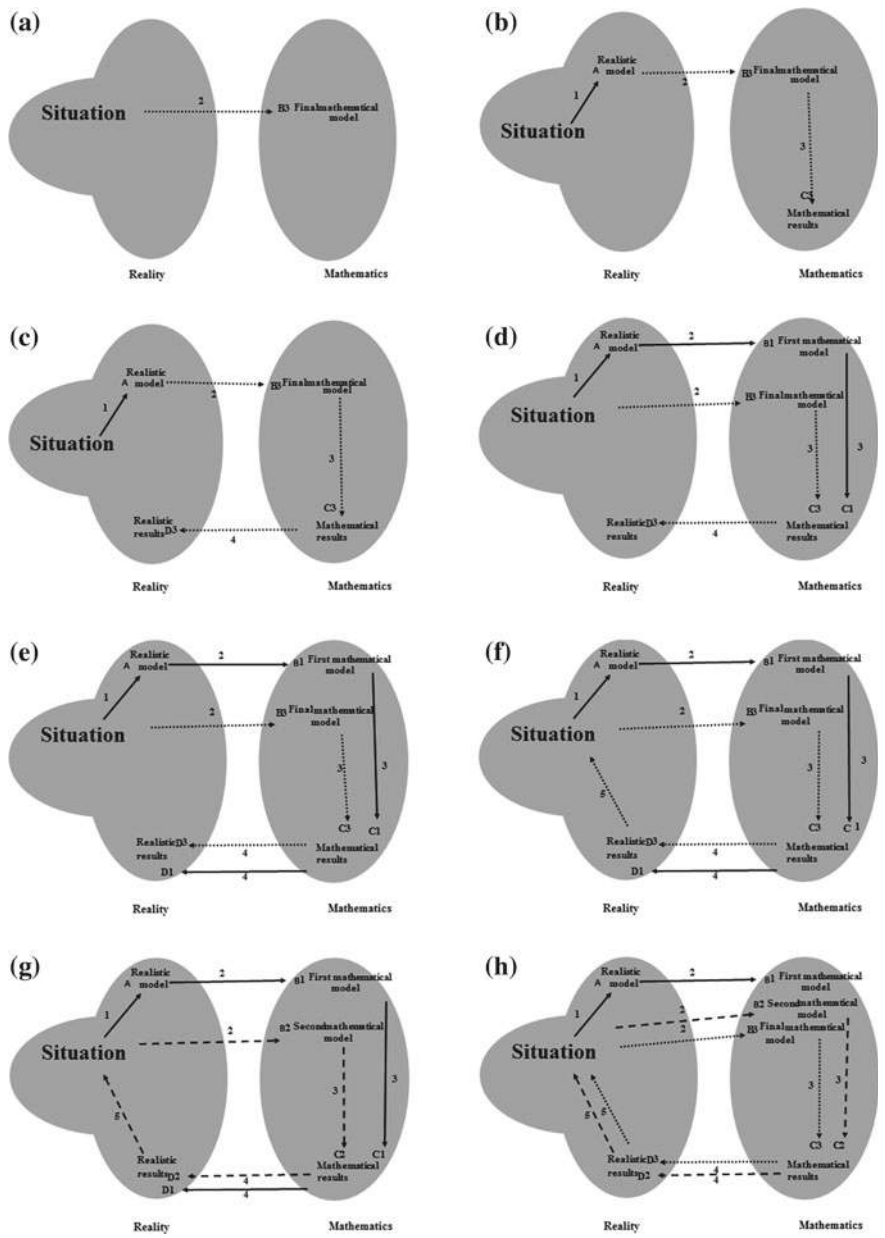 (a)
Situation
2
B3 Finalmathematical
model
Reality
Mathematics
(b)
Realistic
A model
1
Situation
2
B3 Finalmathematical
model
3
C3
Mathematical
results
Reality
Mathematics
(c)
Realistic
A model
1
Situation
2
B3 Finalmathematical
model
3
C3
Mathematical
results
Realistic
results D3
4
Reality
Mathematics
(d)
Realistic
A model
1
Situation
2
B1 First mathematical
model
2
B3 Finalmathematical
model
3
3
C3
C1
Mathematical
results
Realistic D3
results
4
Reality
Mathematics
(e)
Realistic
A model
1
Situation
2
B1 First mathematical
model
2
B3 Finalmathematical
model
3
3
C3
C1
Mathematical
results
Realistic D3
results
4
D1
4
Reality
Mathematics
(f)
Realistic
A model
1
Situation
2
B1 First mathematical
model
2
B3 Finalmathematical
model
3
3
5
C3
C 1
Mathematical
results
Realistic D3
results
4
D1
4
Reality
Mathematics
(g)
Realistic
A model
1
Situation
2
B1 First mathematical
model
2
B2 Secondmathematical
model
3
3
5
C2
C1
Mathematical
results
Realistic
results D2
4
D1
4
Reality
Mathematics
(h)
Realistic
A model
1
Situation
2
B1 First mathematical
model
2
B2 Secondmathematical
model
2
B3 Finalmathematical
model
3
3
5
5
C3
C2
Mathematical
results
Realistic D3
results D2
4
4
Reality
Mathematics